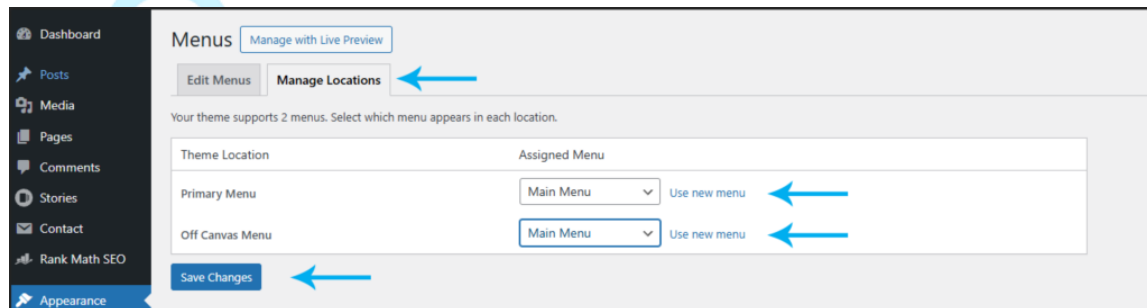 Dashboard
Posts
Media
Pages
Comments
Stories
Contact
Rank Math SEO
Appearance
Menus Manage with Live Preview
Edit Menus Manage Locations
Your theme supports 2 menus. Select which menu appears in each location.
Theme Location Assigned Menu
Primary Menu Main Menu Use new menu
Off Canvas Menu Main Menu Use new menu
Save Changes